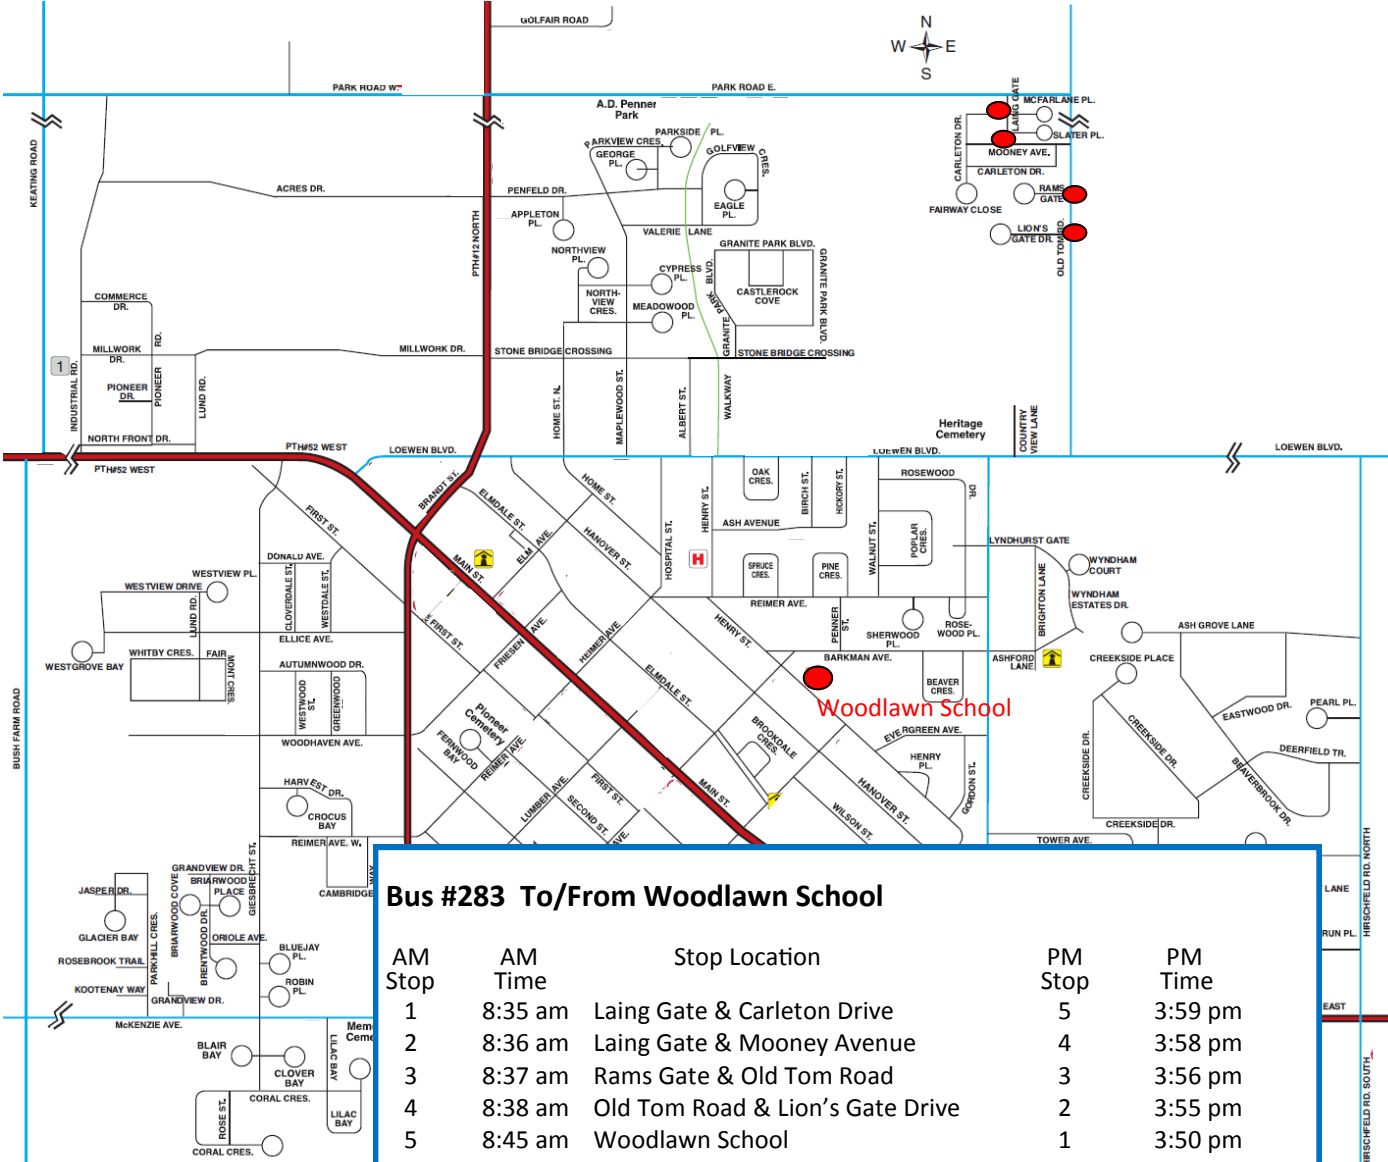 GOLFAIR ROAD
N
W E
S
PARK ROAD W.
PARK ROAD E.
A.D. Penner
Park
KEATING ROAD
PTH#12 NORTH
ACRES DR.
PENFELD DR.
PARKVIEW CRES.
PARKSIDE PL.
GEORGE
PL.
GOLFVIEW
CRES.
EAGLE
PL.
APPLETON
PL.
VALERIE LANE
NORTHVIEW
PL.
NORTH-
VIEW
CRES.
CYPRESS
PL.
MEADOWOOD
PL.
GRANITE PARK BLVD.
GRANITE PARK BLVD.
GRANITE PARK BLVD.
CASTLEROCK
COVE
LAING GATE
MCFARLANE PL.
SLATER PL.
CARLETON DR.
MOONEY AVE.
CARLETON DR.
FAIRWAY CLOSE
RAMS
GATE
LION'S
GATE DR.
OLD TOM RD.
COMMERCE
DR.
MILLWORK
DR.
PIONEER
DR.
PIONEER RD.
1
INDUSTRIAL RD.
LUND RD.
NORTH FRONT DR.
MILLWORK DR.
STONE BRIDGE CROSSING
STONE BRIDGE CROSSING
HOME ST. N.
MAPLEWOOD ST.
ALBERT ST.
WALKWAY
Heritage
Cemetery
COUNTRY
VIEW LANE
PTH#52 WEST
PTH#52 WEST
LOEWEN BLVD.
LOEWEN BLVD.
LOEWEN BLVD.
BRANDT ST.
FIRST ST.
ELMDALE ST.
ELM AVE.
HOME ST.
HANOVER ST.
MAIN ST.
HOSPITAL ST.
HENRY ST.
H
OAK
CRES.
BIRCH ST.
HICKORY ST.
ASH AVENUE
SPRUCE
CRES.
PINE
CRES.
WALNUT ST.
ROSEWOOD
DR.
POPLAR
CRES.
LYNDHURST GATE
WYNDHAM
COURT
WYNDHAM
ESTATES DR.
BRIGHTON LANE
ASHFORD
LANE
DONALD AVE.
WESTVIEW PL.
WESTVIEW DRIVE
LUND RD.
CLOVERDALE ST.
WESTDALE ST.
ELLICE AVE.
WESTGROVE BAY
WHITBY CRES.
FAIR
MONT CRES.
AUTUMNWOOD DR.
WESTWOOD
ST.
GREENWOOD
WOODHAVEN AVE.
BUSH FARM ROAD
FIRST ST.
FRIESEN AVE.
REIMER AVE.
ELMDALE ST.
REIMER AVE.
HENRY ST.
PENNER
ST.
SHERWOOD
PL.
ROSE-
WOOD PL.
BARKMAN AVE.
BEAVER
CRES.
Woodlawn School
ASH GROVE LANE
CREEKSIDE PLACE
CREEKSIDE DR.
CREEKSIDE DR.
CREEKSIDE DR.
EASTWOOD DR.
PEARL PL.
DEERFIELD TR.
BEAVERBROOK DR.
TOWER AVE.
HIRSCHFELD RD. NORTH
Pioneer
Cemetery
FERNWOOD
BAY
REIMER AVE.
LUMBER AVE.
FIRST ST.
SECOND ST.
AVE.
BROOKDALE
CRES.
MAIN ST.
WILSON ST.
HANOVER ST.
EVERGREEN AVE.
HENRY
PL.
GORDON ST.
HARVEST DR.
CROCUS
BAY
REIMER AVE. W.
CAMBRIDGE
WAY
GRANDVIEW DR.
BRIARWOOD
PLACE
GIESBRECHT ST.
JASPER DR.
GLACIER BAY
PARKHILL CRES.
BRIARWOOD COVE
BRENTWOOD DR.
ORIOLE AVE.
BLUEJAY
PL.
ROBIN
PL.
ROSEBROOK TRAIL
KOOTENAY WAY
GRANDVIEW DR.
McKENZIE AVE.
Mem
Ceme
BLAIR
BAY
CLOVER
BAY
LILAC BAY
LILAC
BAY
CORAL CRES.
ROSE ST.
CORAL CRES.
LANE
RUN PL.
EAST
HIRSCHFELD RD. SOUTH
Bus #283 To/From Woodlawn School
AM AM Stop Location PM PM
Stop Time Stop Time
1 8:35 am Laing Gate & Carleton Drive 5 3:59 pm
2 8:36 am Laing Gate & Mooney Avenue 4 3:58 pm
3 8:37 am Rams Gate & Old Tom Road 3 3:56 pm
4 8:38 am Old Tom Road & Lion's Gate Drive 2 3:55 pm
5 8:45 am Woodlawn School 1 3:50 pm